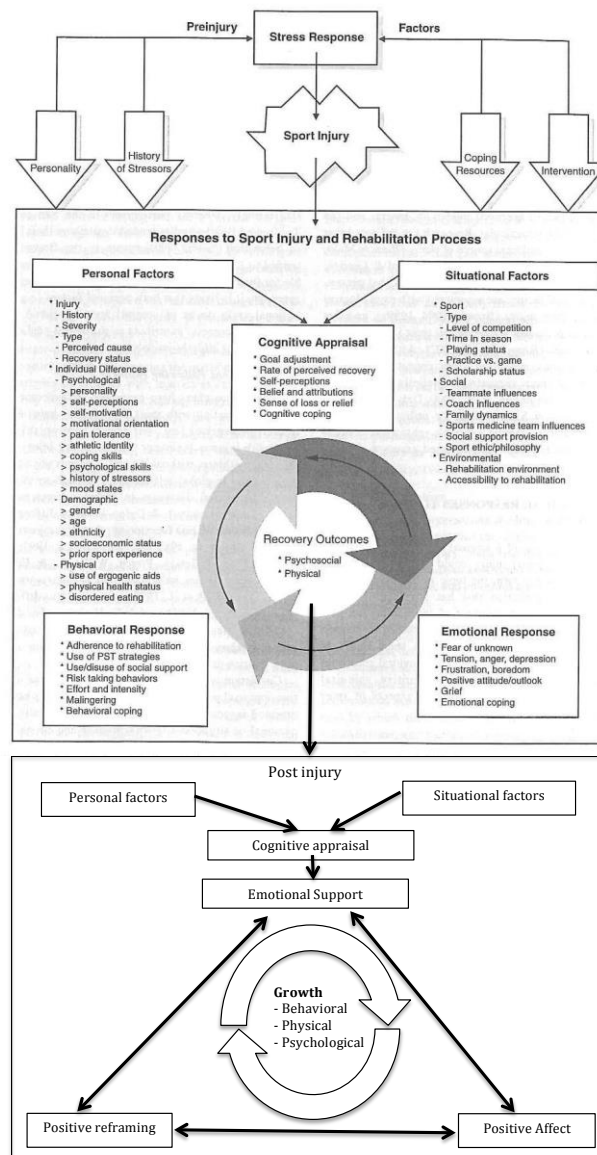 Preinjury
Stress Response
Factors
Sport Injury
Personality
History
of Stressors
Coping
Resources
Intervention
Responses to Sport Injury and Rehabilitation Process
Personal Factors
Situational Factors
* Injury
- History
- Severity
- Type
- Perceived cause
- Recovery status
* Individual Differences
- Psychological
> personality
> self-perceptions
> self-motivation
> motivational orientation
> pain tolerance
> athletic identity
> coping skills
> psychological skills
> history of stressors
> mood states
- Demographic
> gender
> age
> ethnicity
> socioeconomic status
> prior sport experience
- Physical
> use of ergogenic aids
> physical health status
> disordered eating
Cognitive Appraisal
* Goal adjustment
* Rate of perceived recovery
* Self-perceptions
* Belief and attributions
* Sense of loss or relief
* Cognitive coping
* Sport
- Type
- Level of competition
- Time in season
- Playing status
- Practice vs. game
- Scholarship status
* Social
- Teammate influences
- Coach influences
- Family dynamics
- Sports medicine team influences
- Social support provision
- Sport ethic/philosophy
* Environmental
- Rehabilitation environment
- Accessibility to rehabilitation
Recovery Outcomes
* Psychosocial
* Physical
Behavioral Response
* Adherence to rehabilitation
* Use of PST strategies
* Use/disuse of social support
* Risk taking behaviors
* Effort and intensity
* Malingering
* Behavioral coping
Emotional Response
* Fear of unknown
* Tension, anger, depression
* Frustration, boredom
* Positive attitude/outlook
* Grief
* Emotional coping
Post injury
Personal factors
Situational factors
Cognitive appraisal
Emotional Support
Growth
- Behavioral
- Physical
- Psychological
Positive reframing
Positive Affect